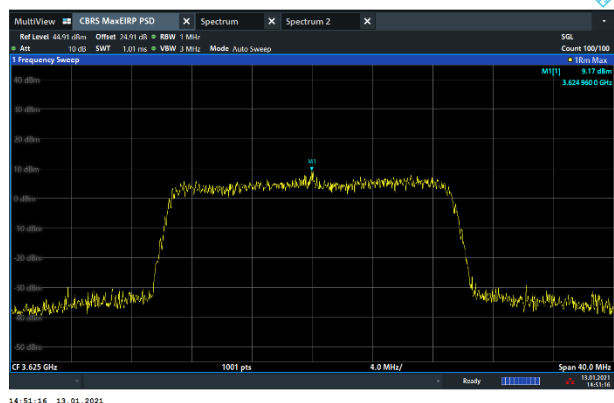 MultiView CBRS MaxEIRP PSD X Spectrum X Spectrum 2 X
Ref Level 44.91 dBm Offset 24.91 dB RBW 1 MHz SGL
Att 10 dB SWT 1.01 ms VBW 3 MHz Mode Auto Sweep Count 100/100
1 Frequency Sweep 1Rm Max
M1[1] 9.17 dBm
3.624 960 0 GHz
40 dBm
30 dBm
20 dBm
10 dBm
M1
0 dBm
-10 dBm
-20 dBm
-30 dBm
-40 dBm
-50 dBm
CF 3.625 GHz 1001 pts 4.0 MHz/ Span 40.0 MHz
Ready 13.01.2021
14:51:16
14:51:16 13.01.2021